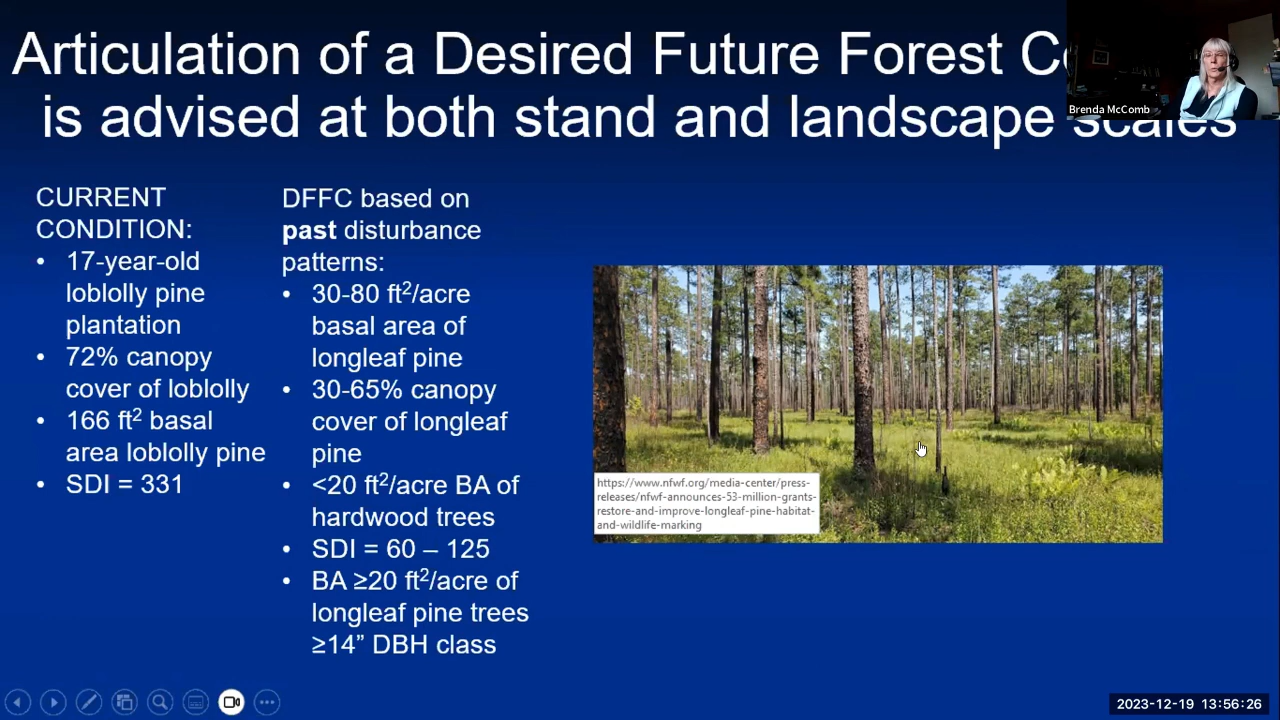 Articulation of a Desired Future Forest
is advised at both stand and landscape scales
Brenda McComb
CURRENT
CONDITION:
• 17-year-old
loblolly pine
plantation
• 72% canopy
cover of loblolly
• 166 ft² basal
area loblolly pine
• SDI = 331
DFFC based on
past disturbance
patterns:
• 30-80 ft²/acre
basal area of
longleaf pine
• 30-65% canopy
cover of longleaf
pine
• <20 ft²/acre BA of
hardwood trees
• SDI = 60 – 125
• BA ≥20 ft²/acre of
longleaf pine trees
≥14” DBH class
https://www.nfwf.org/media-center/press-
releases/nfwf-announces-53-million-grants-
restore-and-improve-longleaf-pine-habitat-
and-wildlife-marking
2023-12-19 13:56:26